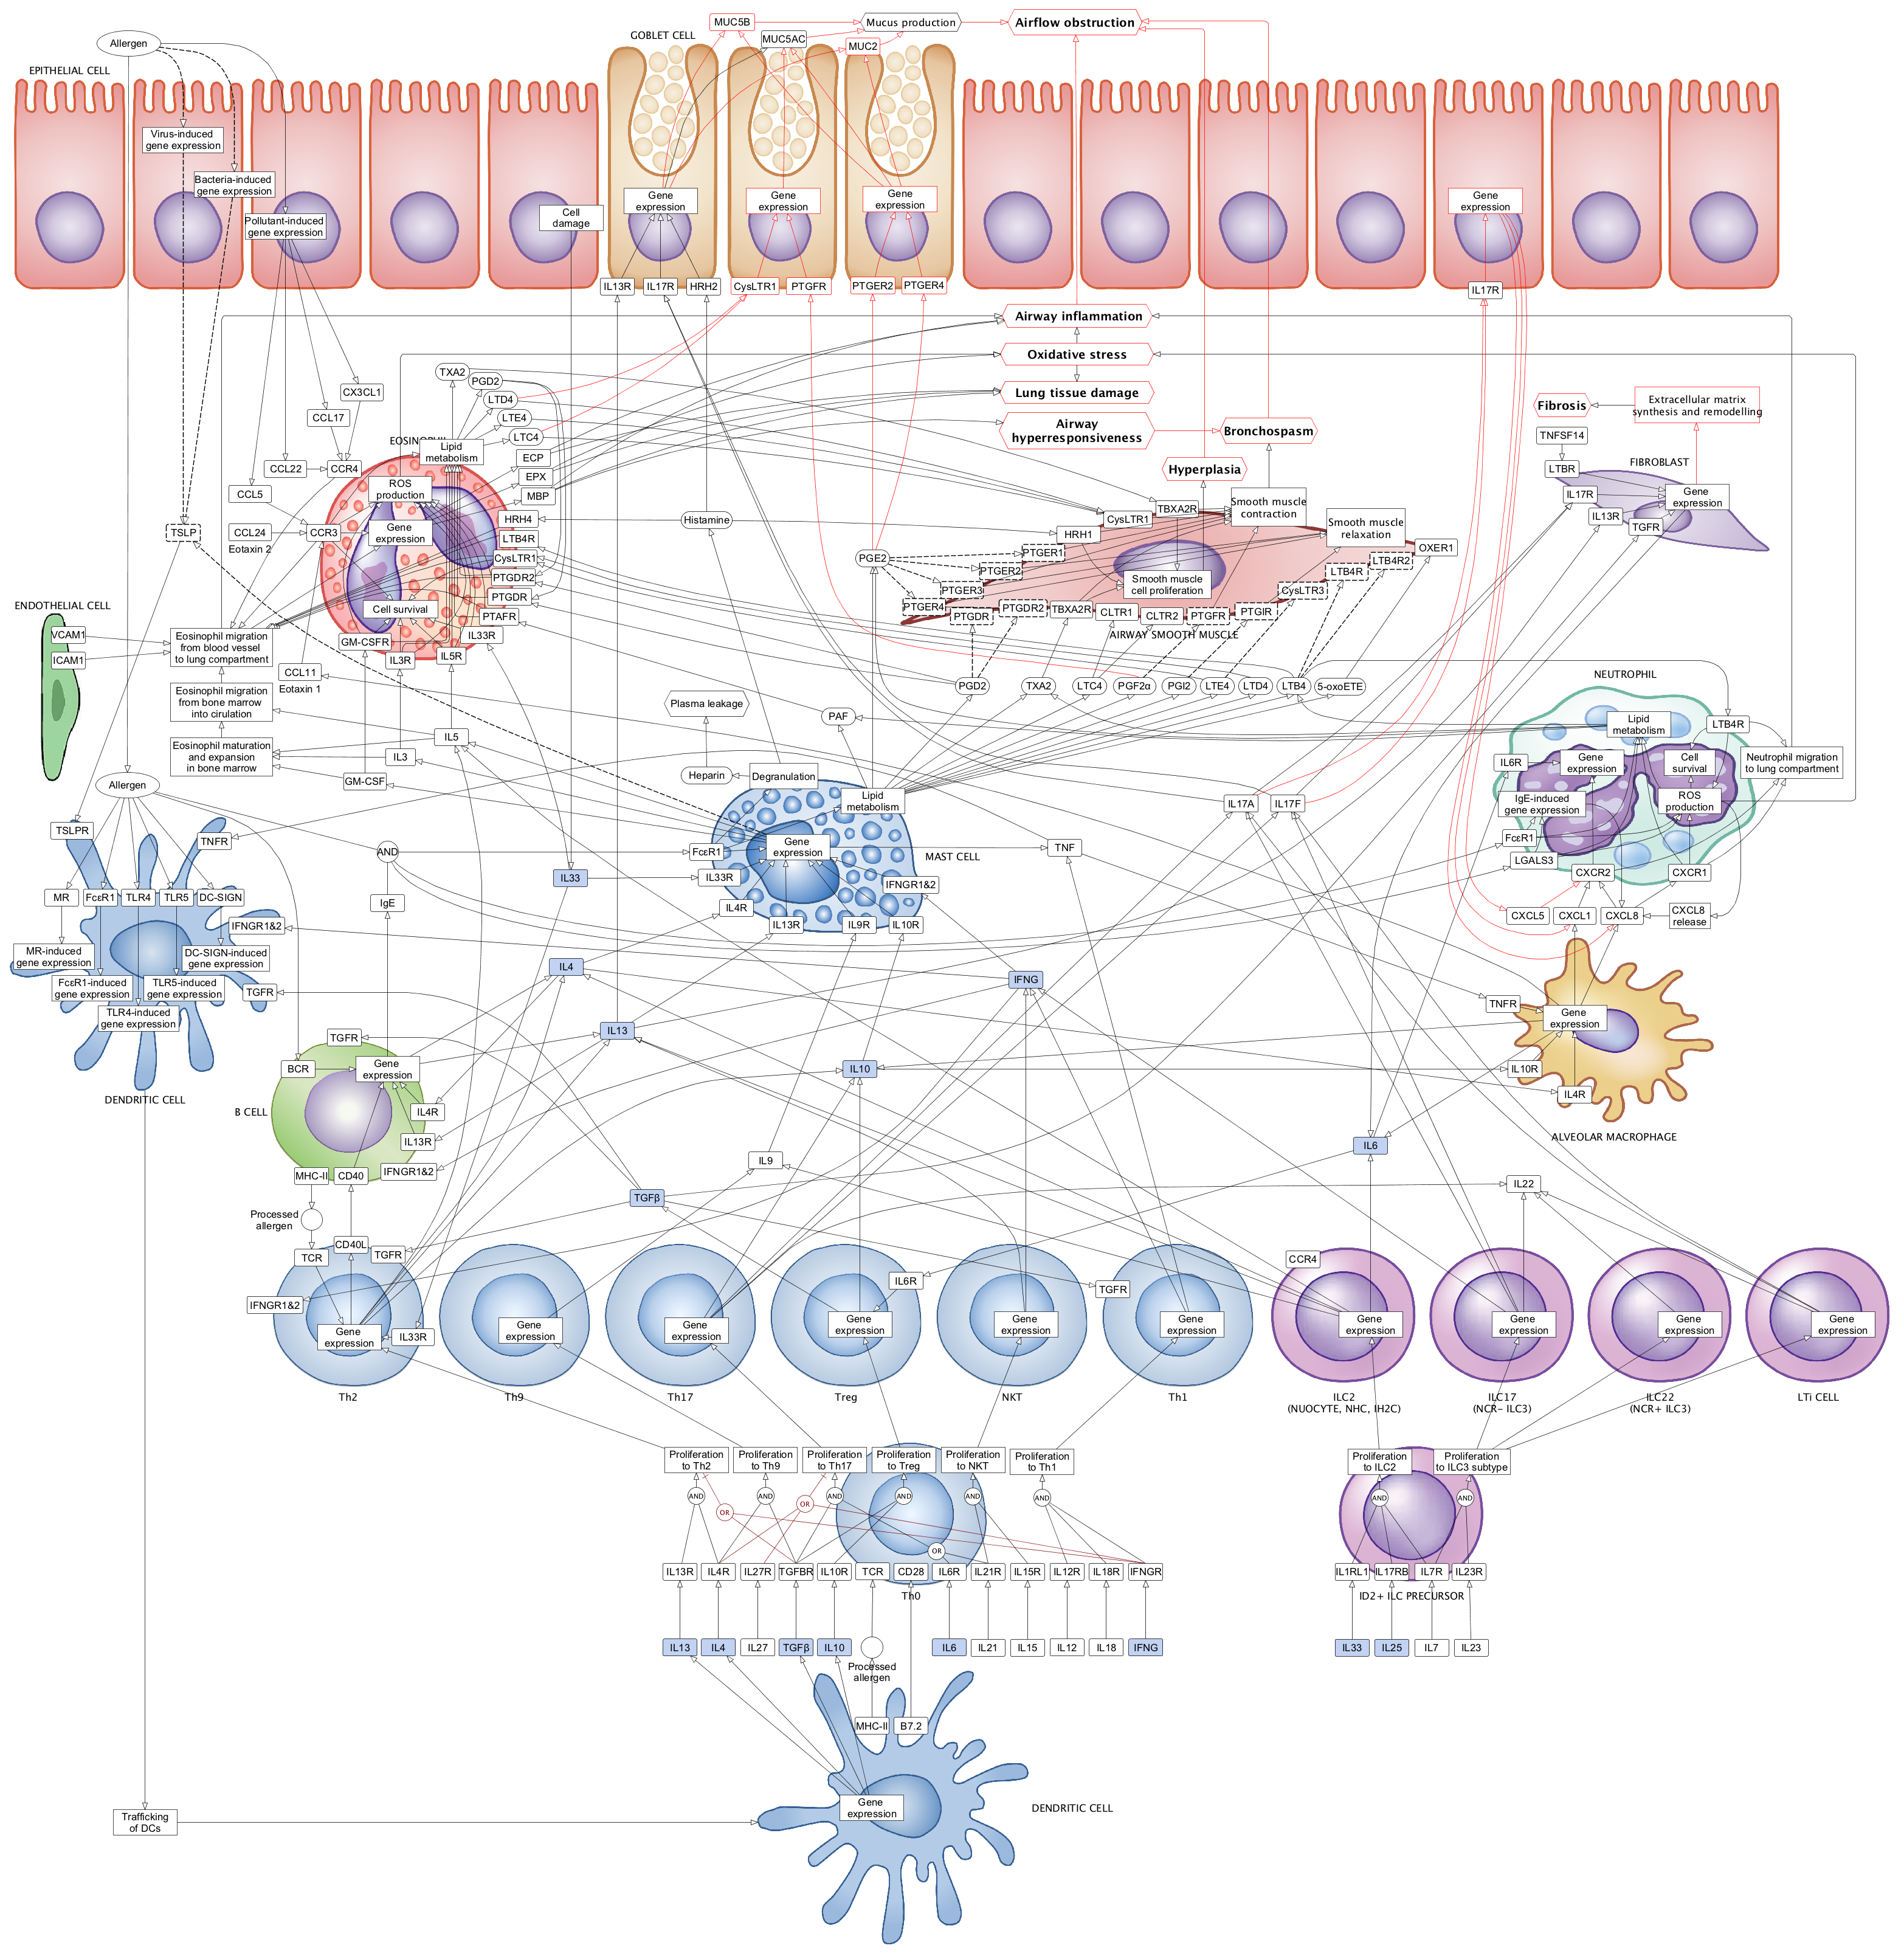 MUC5B
Mucus production
Airflow obstruction
Allergen
GOBLET CELL
MUC5AC
MUC2
EPITHELIAL CELL
Virus-induced
gene expression
Bacteria-induced
gene expression
Pollutant-induced
gene expression
Cell
damage
Gene
expression
Gene
expression
Gene
expression
Gene
expression
IL13R
IL17R
HRH2
CysLTR1
PTGFR
PTGER2
PTGER4
IL17R
Airway inflammation
Oxidative stress
Lung tissue damage
Airway
hyperresponsiveness
Bronchospasm
Hyperplasia
Fibrosis
Extracellular matrix
synthesis and remodelling
TXA2
PGD2
LTD4
LTE4
LTC4
ECP
EPX
MBP
CX3CL1
CCL17
CCL22
CCR4
CCL5
CCL24
Eotaxin 2
CCR3
EOSINOPHIL
Lipid
metabolism
ROS
production
Gene
expression
Cell survival
HRH4
LTB4R
CysLTR1
PTGDR2
PTGDR
PTAFR
IL33R
GM-CSFR
IL3R
IL5R
TSLP
Histamine
PGE2
HRH1
CysLTR1
TBXA2R
Smooth muscle
contraction
Smooth muscle
relaxation
OXER1
PTGER1
PTGER2
PTGER3
PTGER4
Smooth muscle
cell proliferation
LTB4R
LTB4R2
CysLTR3
PTGDR
PTGDR2
TBXA2R
CLTR1
CLTR2
PTGFR
PTGIR
AIRWAY SMOOTH MUSCLE
TNFSF14
LTBR
FIBROBLAST
IL17R
IL13R
TGFR
Gene
expression
ENDOTHELIAL CELL
VCAM1
ICAM1
Eosinophil migration
from blood vessel
to lung compartment
Eosinophil migration
from bone marrow
into cirulation
Eosinophil maturation
and expansion
in bone marrow
CCL11
Eotaxin 1
IL5
IL3
GM-CSF
Plasma leakage
Heparin
Degranulation
PAF
PGD2
TXA2
LTC4
PGF2α
PGI2
LTE4
LTD4
LTB4
5-oxoETE
NEUTROPHIL
Lipid
metabolism
LTB4R
IL6R
Gene
expression
Cell
survival
Neutrophil migration
to lung compartment
IgE-induced
gene expression
ROS
production
FcεR1
LGALS3
CXCR2
CXCR1
CXCL5
CXCL1
CXCL8
CXCL8
release
Allergen
TSLPR
TNFR
MR
FcεR1
TLR4
TLR5
DC-SIGN
IFNGR1&2
MR-induced
gene expression
DC-SIGN-induced
gene expression
FcεR1-induced
gene expression
TLR5-induced
gene expression
TLR4-induced
gene expression
TGFR
DENDRITIC CELL
AND
IgE
IL33
FcεR1
IL33R
IL4R
IL13R
IL9R
IL10R
IFNGR1&2
Gene
expression
Lipid
metabolism
MAST CELL
TNF
IL17A
IL17F
IL4
IL13
IFNG
IL10
TNFR
Gene
expression
IL10R
IL4R
ALVEOLAR MACROPHAGE
TGFR
BCR
Gene
expression
B CELL
IL4R
IL13R
IFNGR1&2
MHC-II
CD40
Processed
allergen
IL9
TGFβ
IL6
IL22
TCR
CD40L
TGFR
IFNGR1&2
Gene
expression
IL33R
Gene
expression
Gene
expression
IL6R
Gene
expression
Gene
expression
TGFR
Gene
expression
CCR4
Gene
expression
Gene
expression
Gene
expression
Gene
expression
Th2
Th9
Th17
Treg
NKT
Th1
ILC2
(NUOCYTE, NHC, IH2C)
ILC17
(NCR- ILC3)
ILC22
(NCR+ ILC3)
LTi CELL
Proliferation
to Th2
Proliferation
to Th9
Proliferation
to Th17
Proliferation
to Treg
Proliferation
to NKT
Proliferation
to Th1
Proliferation
to ILC2
Proliferation
to ILC3 subtype
AND
OR
AND
OR
AND
AND
AND
AND
OR
AND
AND
IL13R
IL4R
IL27R
TGFBR
IL10R
TCR
CD28
IL6R
IL21R
IL15R
IL12R
IL18R
IFNGR
Th0
IL1RL1
IL17RB
IL7R
IL23R
ID2+ ILC PRECURSOR
IL13
IL4
IL27
TGFβ
IL10
Processed
allergen
IL6
IL21
IL15
IL12
IL18
IFNG
IL33
IL25
IL7
IL23
MHC-II
B7.2
Gene
expression
DENDRITIC CELL
Trafficking
of DCs